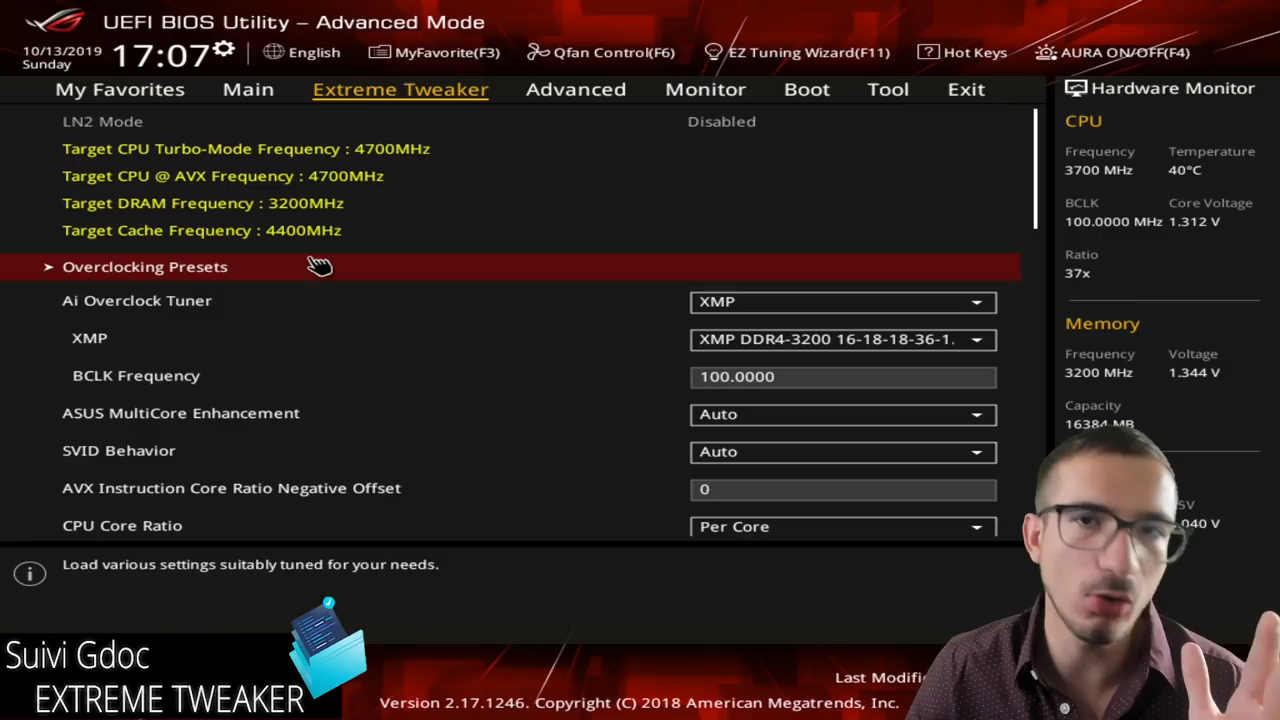 UEFI BIOS Utility – Advanced Mode
10/13/2019
Sunday
17:07
English
MyFavorite(F3)
Qfan Control(F6)
EZ Tuning Wizard(F11)
? Hot Keys
AURA ON/OFF(F4)
My Favorites Main Extreme Tweaker Advanced Monitor Boot Tool Exit
LN2 Mode Disabled
Target CPU Turbo-Mode Frequency : 4700MHz
Target CPU @ AVX Frequency : 4700MHz
Target DRAM Frequency : 3200MHz
Target Cache Frequency : 4400MHz
Overclocking Presets
Ai Overclock Tuner XMP
XMP XMP DDR4-3200 16-18-18-36-1.
BCLK Frequency 100.0000
ASUS MultiCore Enhancement Auto
SVID Behavior Auto
AVX Instruction Core Ratio Negative Offset 0
CPU Core Ratio Per Core
Load various settings suitably tuned for your needs.
Hardware Monitor
CPU
Frequency Temperature
3700 MHz 40°C
BCLK Core Voltage
100.0000 MHz 1.312 V
Ratio
37x
Memory
Frequency Voltage
3200 MHz 1.344 V
Capacity
16384 MB
5V
.040 V
Suivi Gdoc
EXTREME TWEAKER
Last Modifi
Version 2.17.1246. Copyright (C) 2018 American Megatrends, Inc.